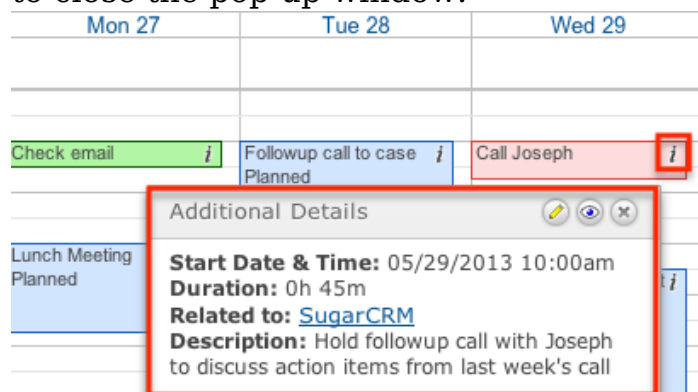 to close the pop-up window.
Mon 27 Tue 28 Wed 29
Check email i Followup call to case i Call Joseph i
Planned
Additional Details
Lunch Meeting
Planned
Start Date & Time: 05/29/2013 10:00am
Duration: 0h 45m
Related to: SugarCRM
Description: Hold followup call with Joseph
to discuss action items from last week's call
t i